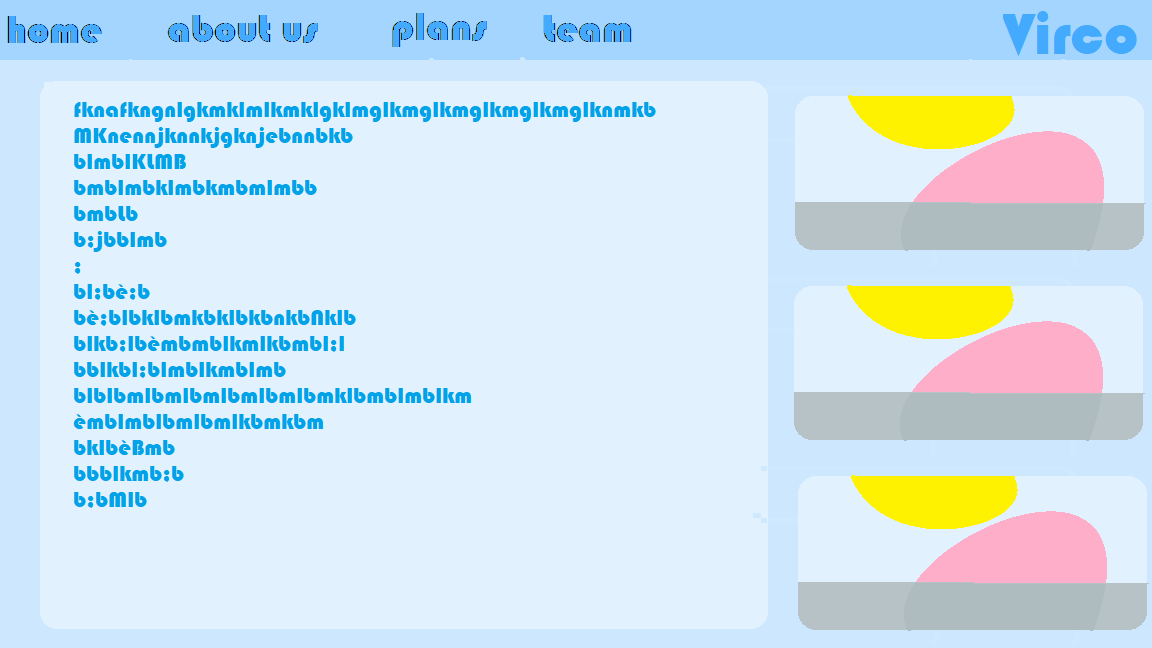 home about us plans team Virco
fknafkngnlgkmklmlkmklgklmglkmglkmglkmglkmglknmkb
MKnennjknnkjgknjebnnbkb
blmblKLMB
bmblmbklmbkmbmlmbb
bmbLb
b;jbblmb
;
bl;bè;b
bè;blbklbmkbklbkbnkbNklb
blkb;lbèmbmblkmlkbmbl;l
bblkbl;blmblkmblmb
blblbmlbmlbmlbmlbmlbmklbmblmblkm
èmblmblbmlbmlkbmkbm
bklbèBmb
bbblkmb;b
b;bMlb